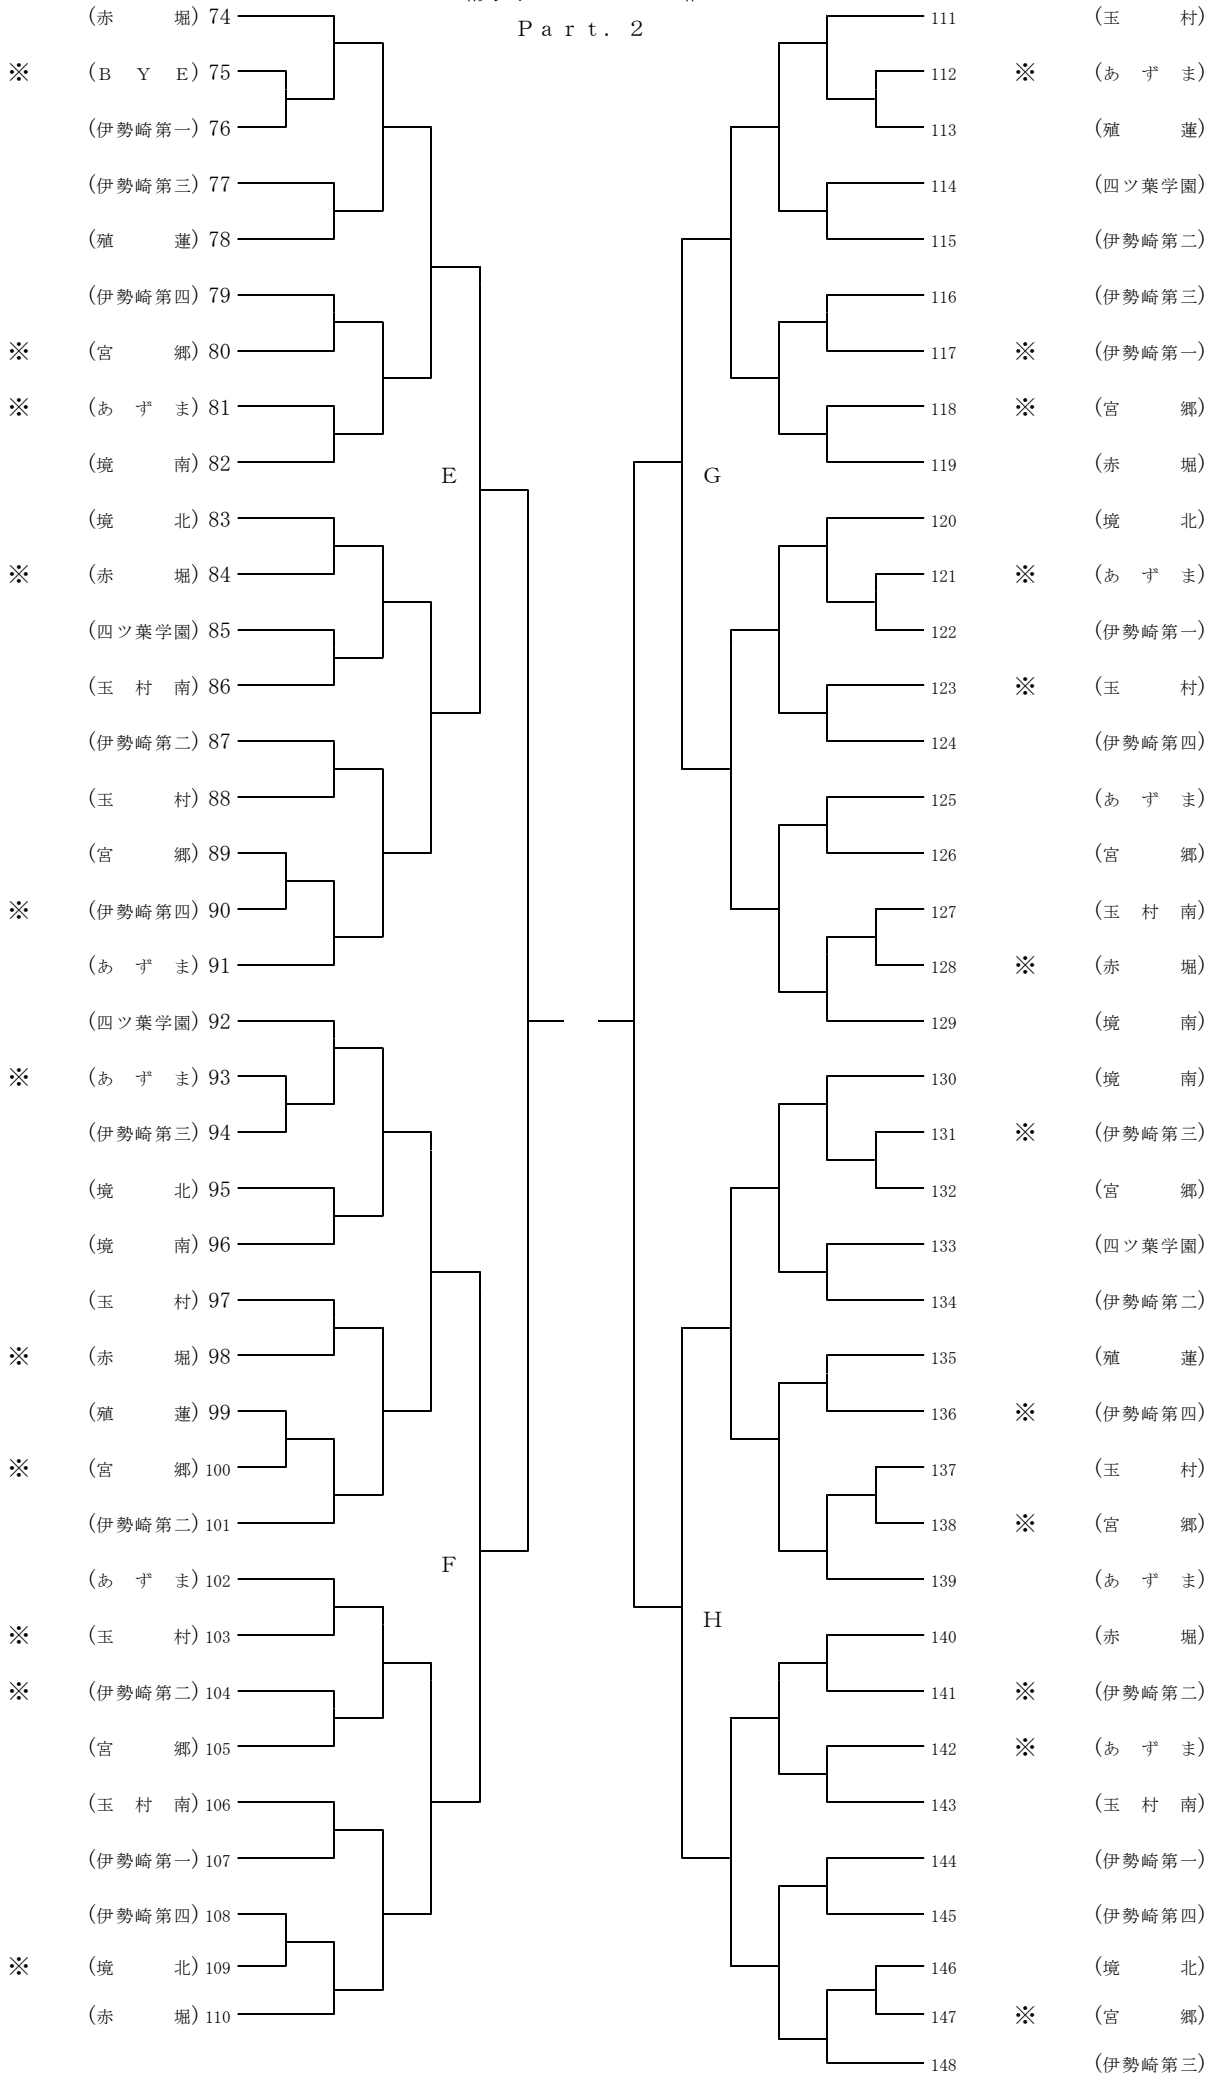 Part. 2
(赤 堀) 74
※ (BYE) 75
(伊勢崎第一) 76
(伊勢崎第三) 77
(殖 蓮) 78
(伊勢崎第四) 79
※ (宮 郷) 80
※ (あ ず ま) 81
(境 南) 82
E
(境 北) 83
※ (赤 堀) 84
(四ツ葉学園) 85
(玉 村 南) 86
(伊勢崎第二) 87
(玉 村) 88
(宮 郷) 89
※ (伊勢崎第四) 90
(あ ず ま) 91
(四ツ葉学園) 92
※ (あ ず ま) 93
(伊勢崎第三) 94
(境 北) 95
(境 南) 96
(玉 村) 97
※ (赤 堀) 98
(殖 蓮) 99
※ (宮 郷) 100
(伊勢崎第二) 101
F
(あ ず ま) 102
※ (玉 村) 103
※ (伊勢崎第二) 104
(宮 郷) 105
(玉 村 南) 106
(伊勢崎第一) 107
(伊勢崎第四) 108
※ (境 北) 109
(赤 堀) 110
111 (玉 村)
112 ※ (あ ず ま)
113 (殖 蓮)
114 (四ツ葉学園)
115 (伊勢崎第二)
116 (伊勢崎第三)
117 ※ (伊勢崎第一)
118 ※ (宮 郷)
119 (赤 堀)
G
120 (境 北)
121 ※ (あ ず ま)
122 (伊勢崎第一)
123 ※ (玉 村)
124 (伊勢崎第四)
125 (あ ず ま)
126 (宮 郷)
127 (玉 村 南)
128 ※ (赤 堀)
129 (境 南)
130 (境 南)
131 ※ (伊勢崎第三)
132 (宮 郷)
133 (四ツ葉学園)
134 (伊勢崎第二)
135 (殖 蓮)
136 ※ (伊勢崎第四)
137 (玉 村)
138 ※ (宮 郷)
139 (あ ず ま)
H
140 (赤 堀)
141 ※ (伊勢崎第二)
142 ※ (あ ず ま)
143 (玉 村 南)
144 (伊勢崎第一)
145 (伊勢崎第四)
146 (境 北)
147 ※ (宮 郷)
148 (伊勢崎第三)